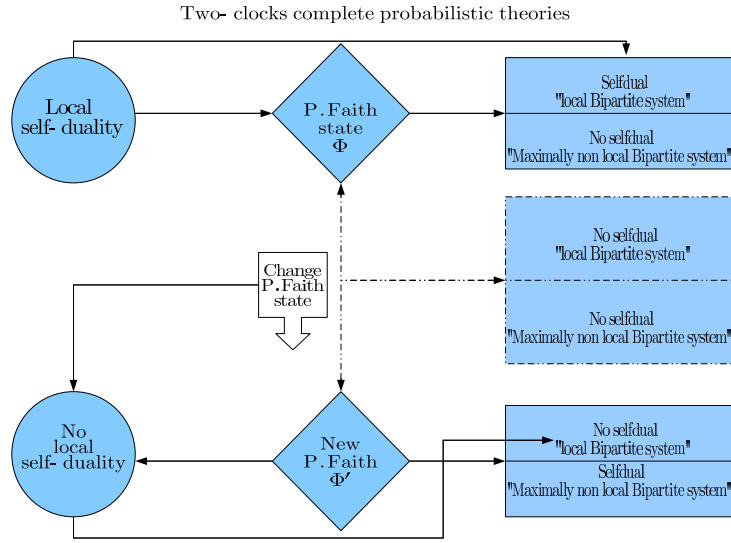 Two- clocks complete probabilistic theories
Local
self- duality
P.Faith
state
Φ
Selfdual
"local Bipartite system"
No selfdual
"Maximally non local Bipartite system"
No selfdual
"local Bipartite system"
No selfdual
"Maximally non local Bipartite system"
Change
P.Faith
state
No
local
self- duality
New
P.Faith
Φ′
No selfdual
"local Bipartite system"
Selfdual
"Maximally non local Bipartite system"